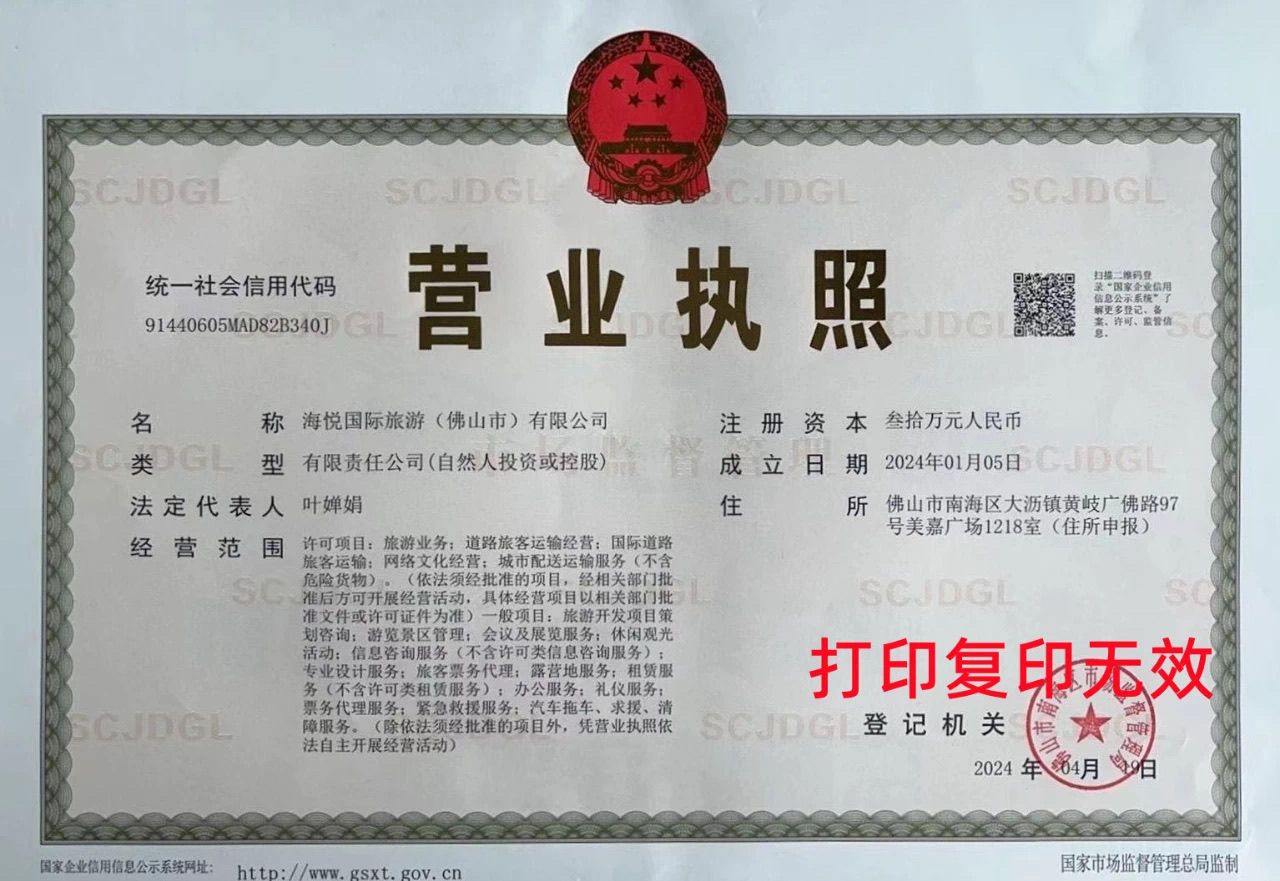 营业执照
统一社会信用代码
91440605MAD82B340J
扫描二维码登
录“国家企业信用
信息公示系统”了
解更多登记、备
案、许可、监管信
息。
名称 海悦国际旅游（佛山市）有限公司
类型 有限责任公司(自然人投资或控股)
法定代表人 叶婵娟
经营范围 许可项目：旅游业务；道路旅客运输经营；国际道路
旅客运输；网络文化经营；城市配送运输服务（不含
危险货物）。（依法须经批准的项目，经相关部门批
准后方可开展经营活动，具体经营项目以相关部门批
准文件或许可证件为准）一般项目：旅游开发项目策
划咨询；游览景区管理；会议及展览服务；休闲观光
活动；信息咨询服务（不含许可类信息咨询服务）；
专业设计服务；旅客票务代理；露营地服务；租赁服
务（不含许可类租赁服务）；办公服务；礼仪服务；
票务代理服务；紧急救援服务；汽车拖车、求援、清
障服务。（除依法须经批准的项目外，凭营业执照依
法自主开展经营活动）
注册资本 叁拾万元人民币
成立日期 2024年01月05日
住所 佛山市南海区大沥镇黄岐广佛路97
号美嘉广场1218室（住所申报）
打印复印无效
登记机关
佛山市南海区市场监督管理局
2024 年 04月 19日
国家企业信用信息公示系统网址： http://www.gsxt.gov.cn
国家市场监督管理总局监制
SCJDGL
市场监督管理